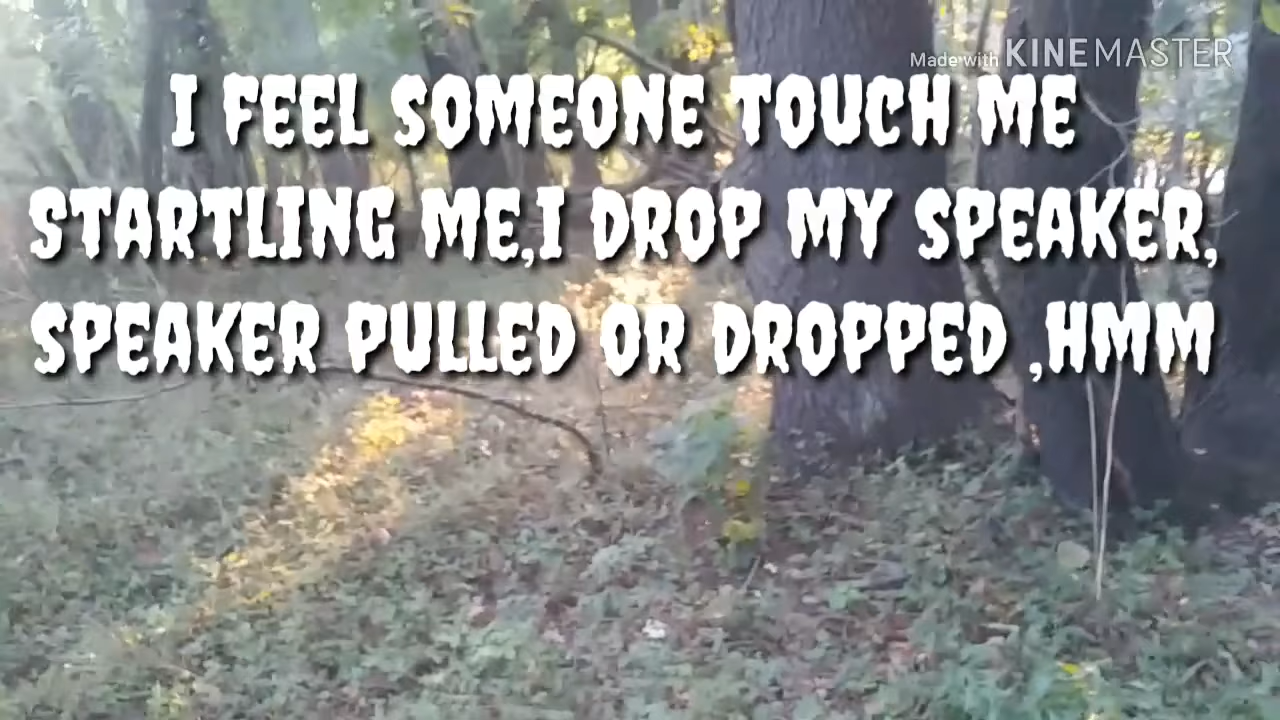 Made with KINEMASTER
I FEEL SOMEONE TOUCH ME
STARTLING ME,I DROP MY SPEAKER,
SPEAKER PULLED OR DROPPED ,HMM